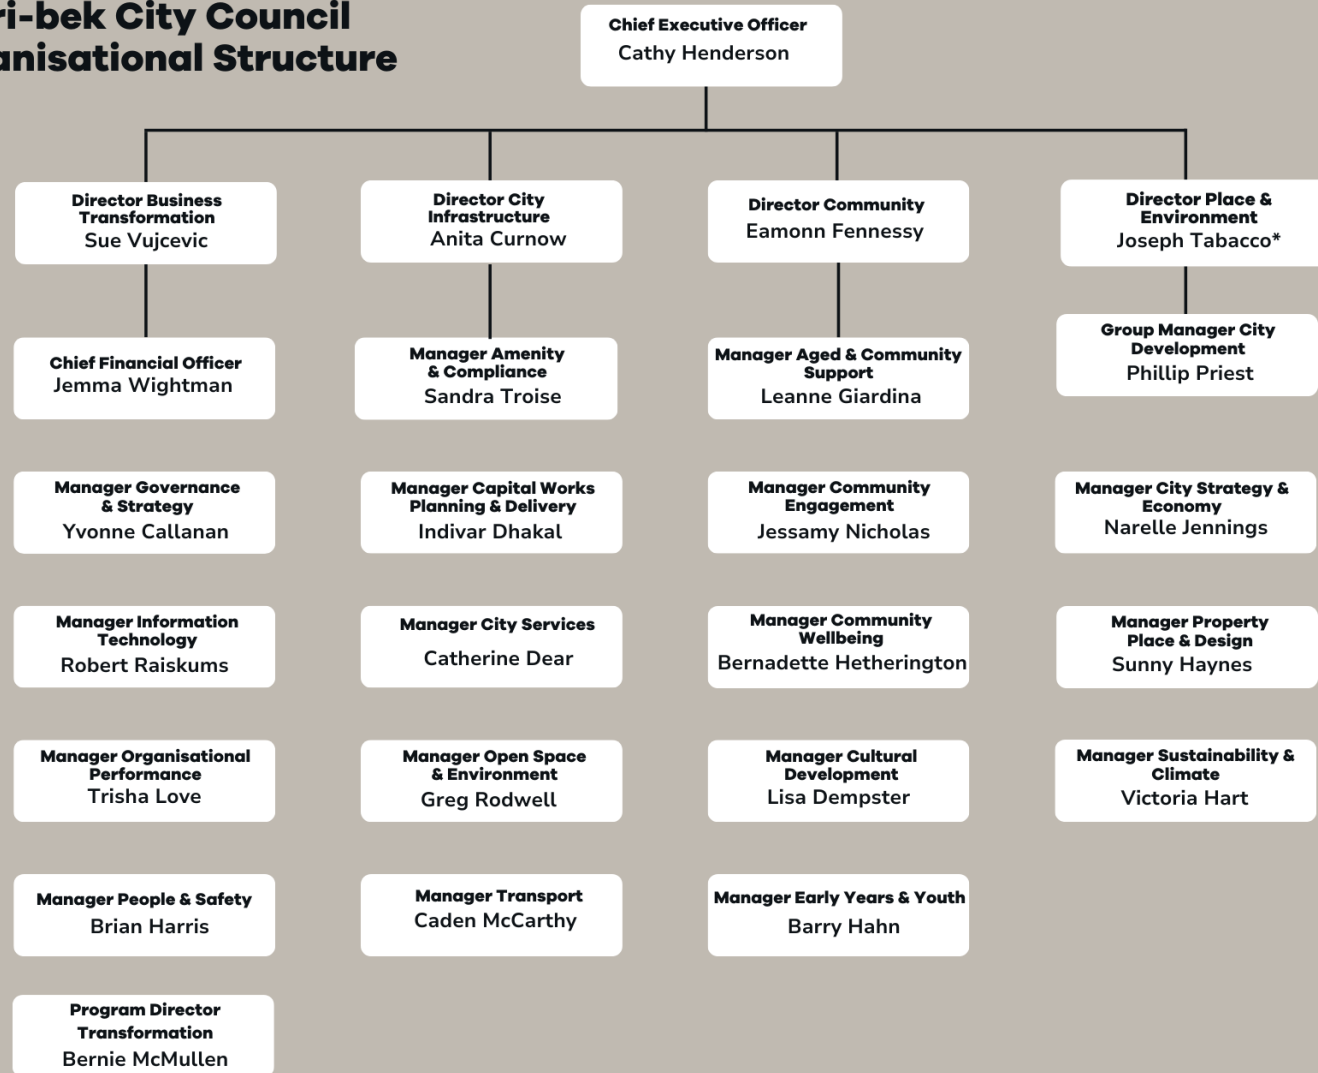 ri-bek City Council
anisational Structure
Chief Executive Officer
Cathy Henderson
Director Business
Transformation
Sue Vujcevic
Director City
Infrastructure
Anita Curnow
Director Community
Eamonn Fennessy
Director Place &
Environment
Joseph Tabacco*
Chief Financial Officer
Jemma Wightman
Manager Amenity
& Compliance
Sandra Troise
Manager Aged & Community
Support
Leanne Giardina
Group Manager City
Development
Phillip Priest
Manager Governance
& Strategy
Yvonne Callanan
Manager Capital Works
Planning & Delivery
Indivar Dhakal
Manager Community
Engagement
Jessamy Nicholas
Manager City Strategy &
Economy
Narelle Jennings
Manager Information
Technology
Robert Raiskums
Manager City Services
Catherine Dear
Manager Community
Wellbeing
Bernadette Hetherington
Manager Property
Place & Design
Sunny Haynes
Manager Organisational
Performance
Trisha Love
Manager Open Space
& Environment
Greg Rodwell
Manager Cultural
Development
Lisa Dempster
Manager Sustainability &
Climate
Victoria Hart
Manager People & Safety
Brian Harris
Manager Transport
Caden McCarthy
Manager Early Years & Youth
Barry Hahn
Program Director
Transformation
Bernie McMullen